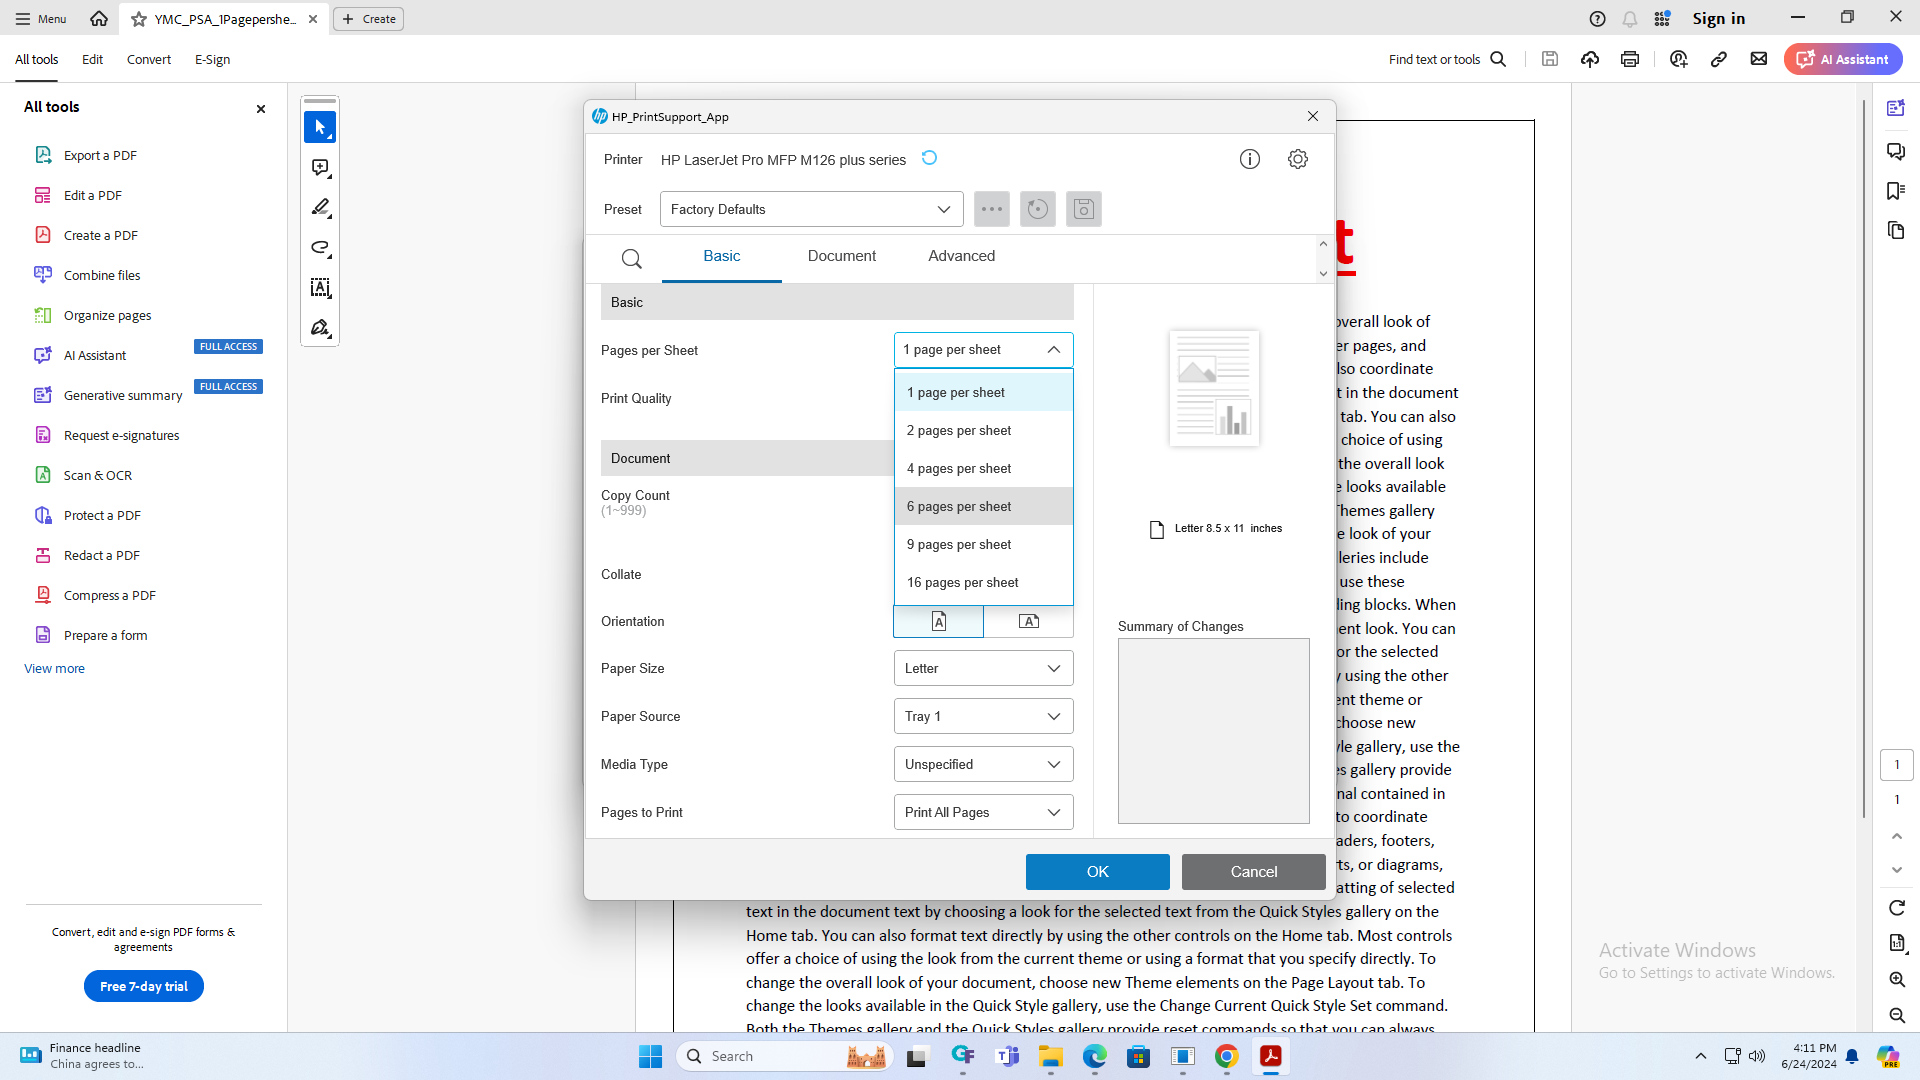 Menu
YMC_PSA_1Pagepershe...
Create
Sign in
All tools
Edit
Convert
E-Sign
Find text or tools
AI Assistant
All tools
Export a PDF
Edit a PDF
Create a PDF
Combine files
Organize pages
AI Assistant
FULL ACCESS
Generative summary
FULL ACCESS
Request e-signatures
Scan & OCR
Protect a PDF
Redact a PDF
Compress a PDF
Prepare a form
View more
Convert, edit and e-sign PDF forms &
agreements
Free 7-day trial
HP_PrintSupport_App
Printer
HP LaserJet Pro MFP M126 plus series
Preset
Factory Defaults
Basic
Document
Advanced
Basic
Pages per Sheet
1 page per sheet
1 page per sheet
2 pages per sheet
4 pages per sheet
6 pages per sheet
9 pages per sheet
16 pages per sheet
Print Quality
Document
Copy Count
(1~999)
Collate
Orientation
Paper Size
Letter
Paper Source
Tray 1
Media Type
Unspecified
Pages to Print
Print All Pages
Letter 8.5 x 11 inches
Summary of Changes
OK
Cancel
t
overall look of
er pages, and
lso coordinate
t in the document
tab. You can also
choice of using
the overall look
e looks available
Themes gallery
e look of your
lleries include
use these
ding blocks. When
ent look. You can
or the selected
y using the other
ent theme or
choose new
yle gallery, use the
es gallery provide
nal contained in
to coordinate
aders, footers,
rts, or diagrams,
atting of selected
text in the document text by choosing a look for the selected text from the Quick Styles gallery on the
Home tab. You can also format text directly by using the other controls on the Home tab. Most controls
offer a choice of using the look from the current theme or using a format that you specify directly. To
change the overall look of your document, choose new Theme elements on the Page Layout tab. To
change the looks available in the Quick Style gallery, use the Change Current Quick Style Set command.
Both the Themes gallery and the Quick Styles gallery provide reset commands so that you can always
1
1
Activate Windows
Go to Settings to activate Windows.
Finance headline
China agrees to...
Search
4:11 PM
6/24/2024
PRE